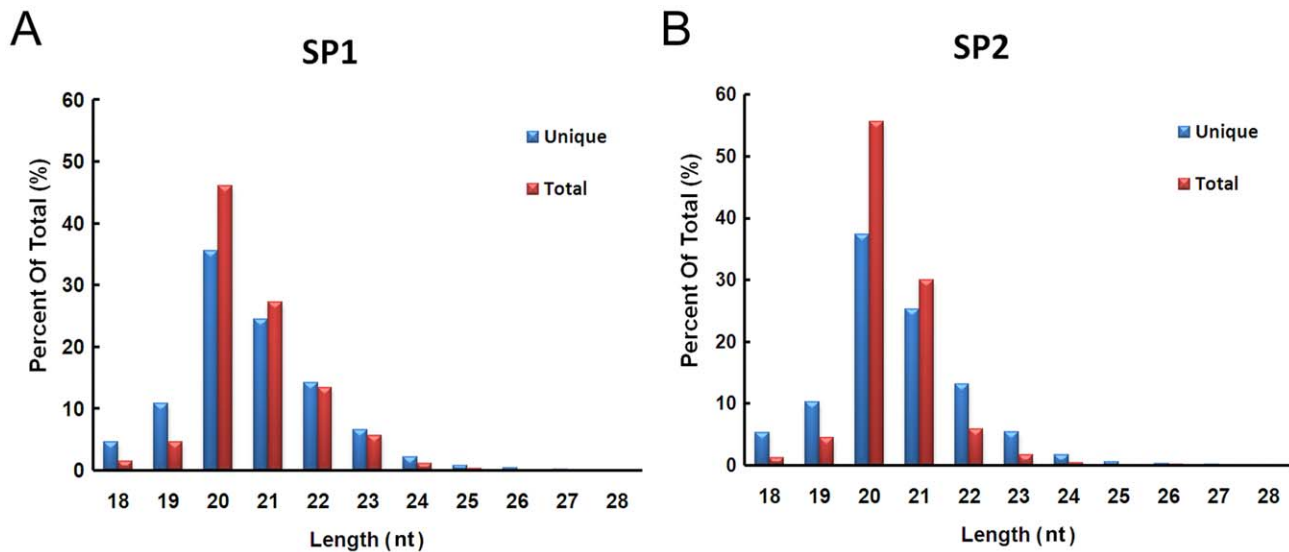 A
SP1
60
50
40
30
20
10
0
Percent Of Total (%)
Unique
Total
18 19 20 21 22 23 24 25 26 27 28
Length ( nt )
B
SP2
60
50
40
30
20
10
0
Percent Of Total (%)
Unique
Total
18 19 20 21 22 23 24 25 26 27 28
Length ( nt )